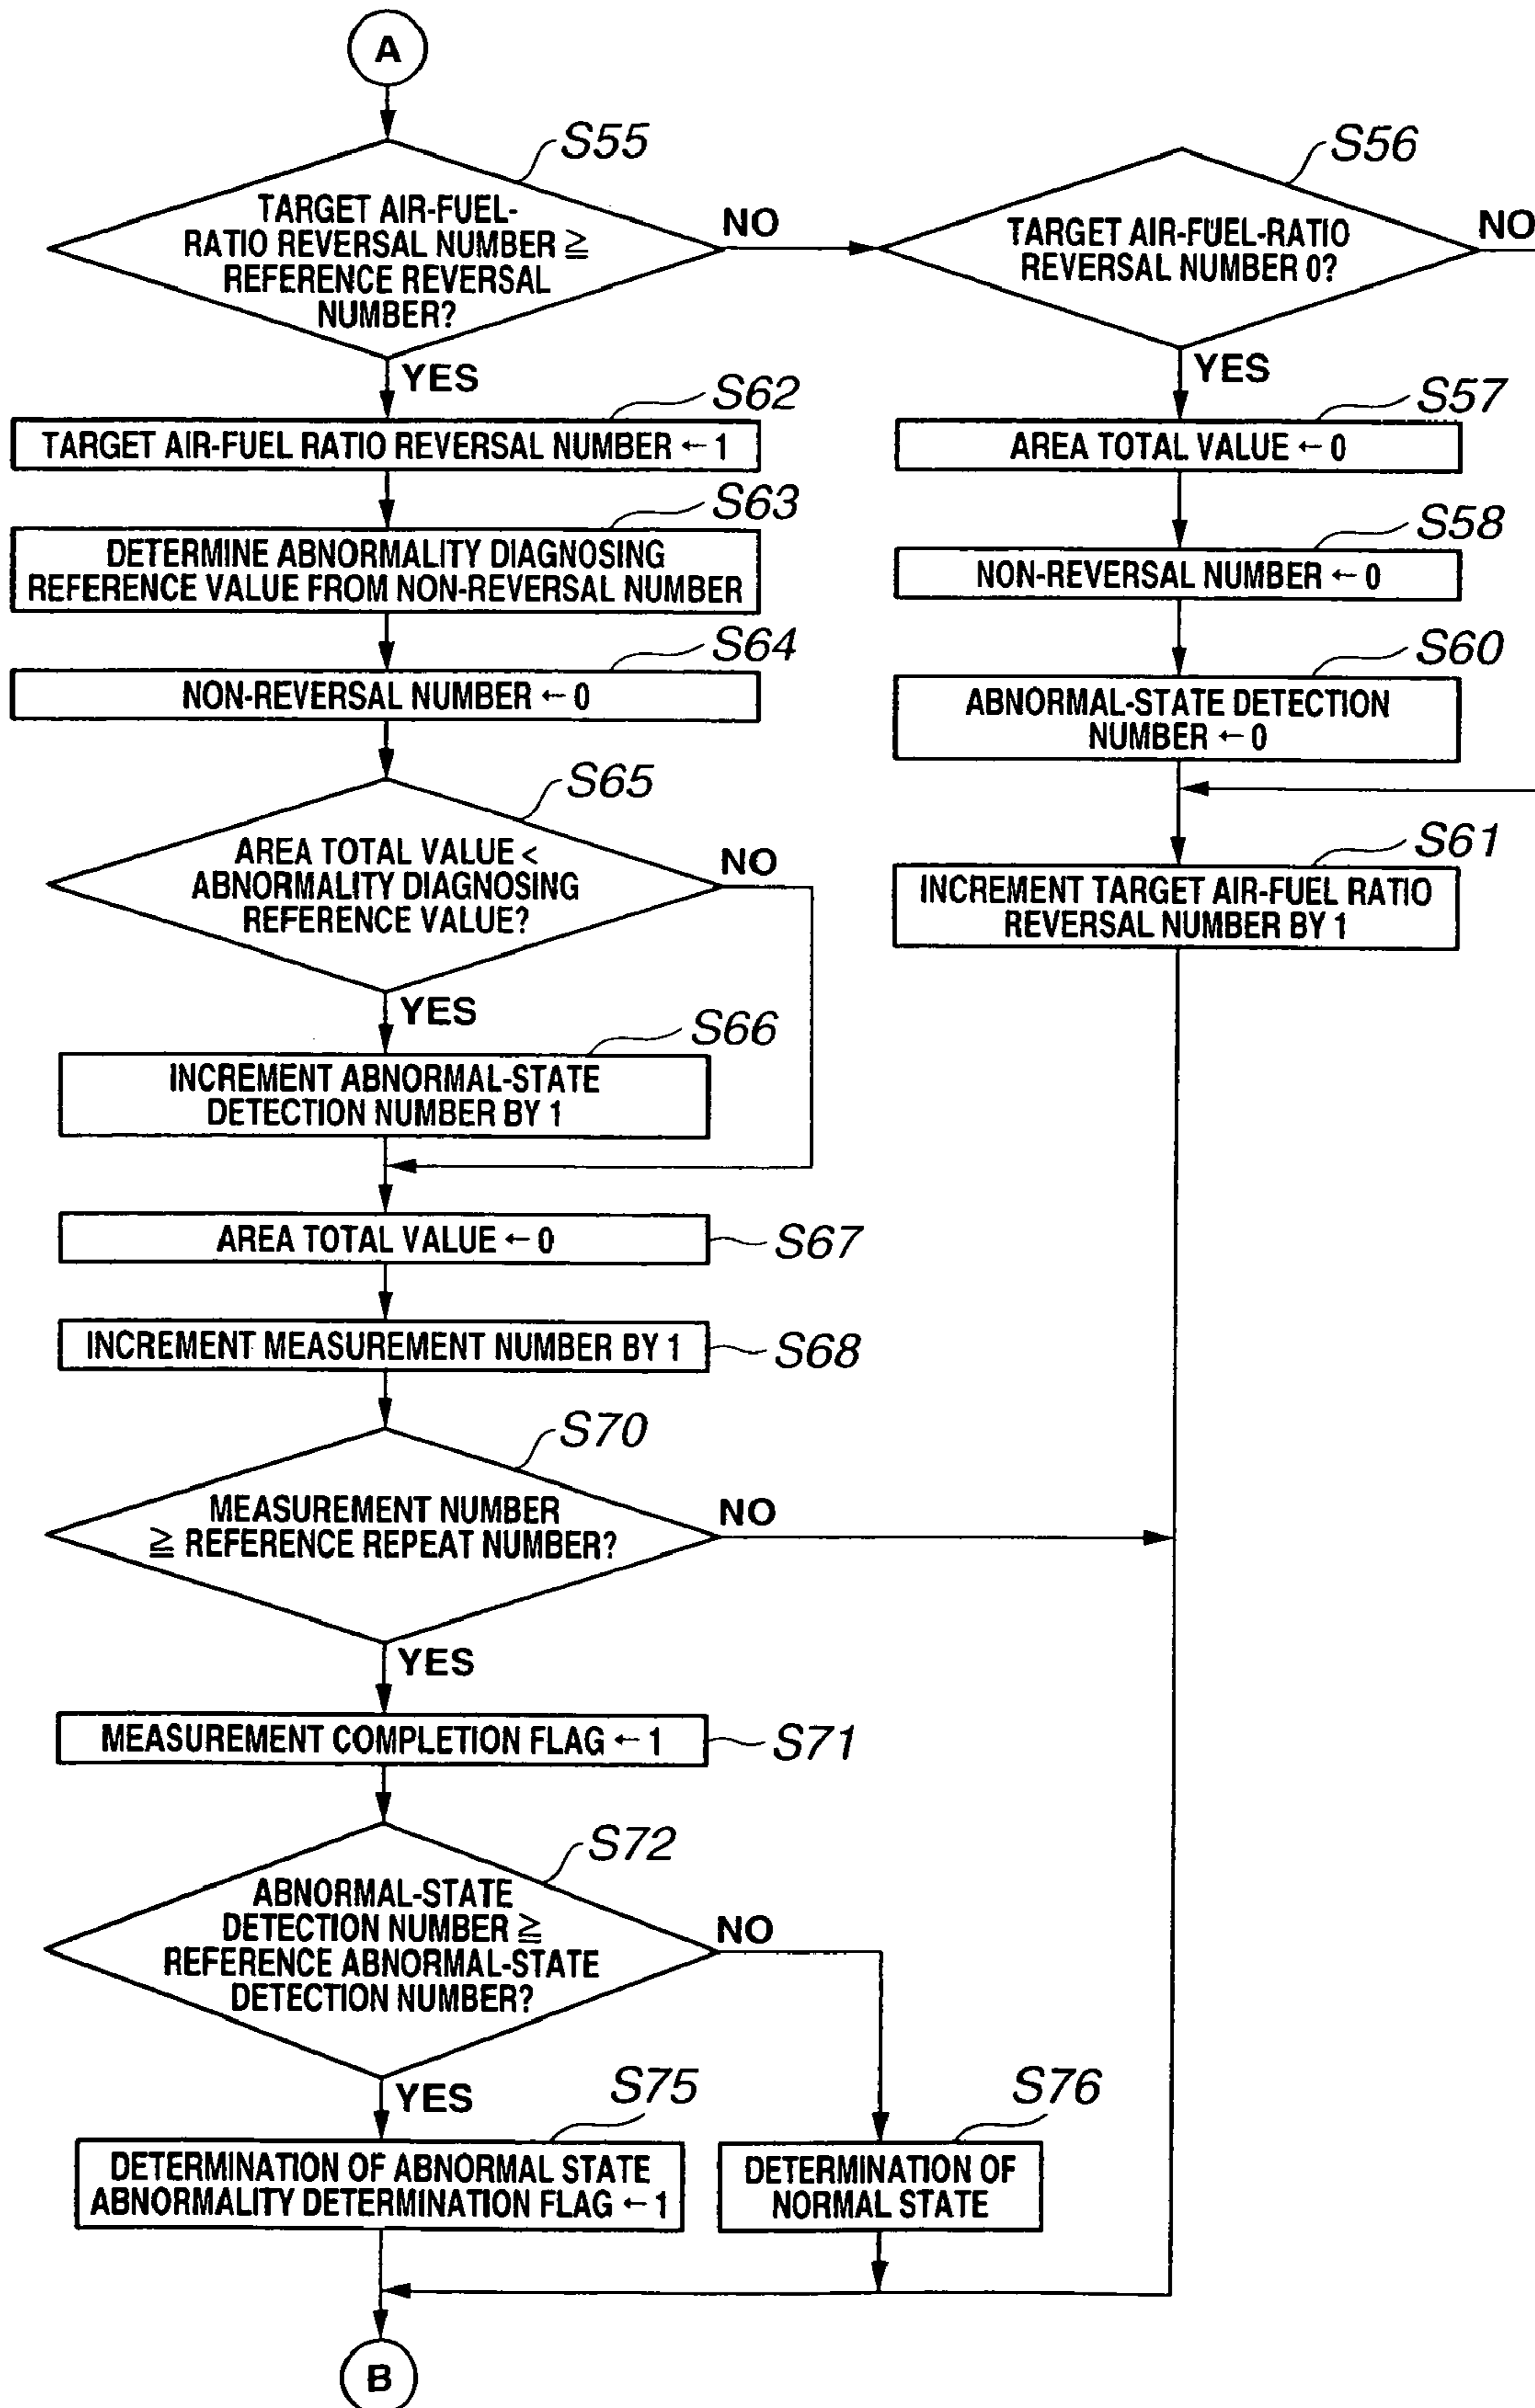 A
S55
TARGET AIR-FUEL-
RATIO REVERSAL NUMBER ≧
REFERENCE REVERSAL
NUMBER?
NO
YES
S56
TARGET AIR-FUEL-RATIO
REVERSAL NUMBER 0?
NO
YES
S62
TARGET AIR-FUEL RATIO REVERSAL NUMBER ← 1
S57
AREA TOTAL VALUE ← 0
S63
DETERMINE ABNORMALITY DIAGNOSING
REFERENCE VALUE FROM NON-REVERSAL NUMBER
S58
NON-REVERSAL NUMBER ← 0
S64
NON-REVERSAL NUMBER ← 0
S60
ABNORMAL-STATE DETECTION
NUMBER ← 0
S65
AREA TOTAL VALUE <
ABNORMALITY DIAGNOSING
REFERENCE VALUE?
NO
YES
S61
INCREMENT TARGET AIR-FUEL RATIO
REVERSAL NUMBER BY 1
S66
INCREMENT ABNORMAL-STATE
DETECTION NUMBER BY 1
AREA TOTAL VALUE ← 0
S67
INCREMENT MEASUREMENT NUMBER BY 1
S68
S70
MEASUREMENT NUMBER
≧ REFERENCE REPEAT NUMBER?
NO
YES
MEASUREMENT COMPLETION FLAG ← 1
S71
S72
ABNORMAL-STATE
DETECTION NUMBER ≧
REFERENCE ABNORMAL-STATE
DETECTION NUMBER?
NO
YES
S75
DETERMINATION OF ABNORMAL STATE
ABNORMALITY DETERMINATION FLAG ← 1
S76
DETERMINATION OF
NORMAL STATE
B